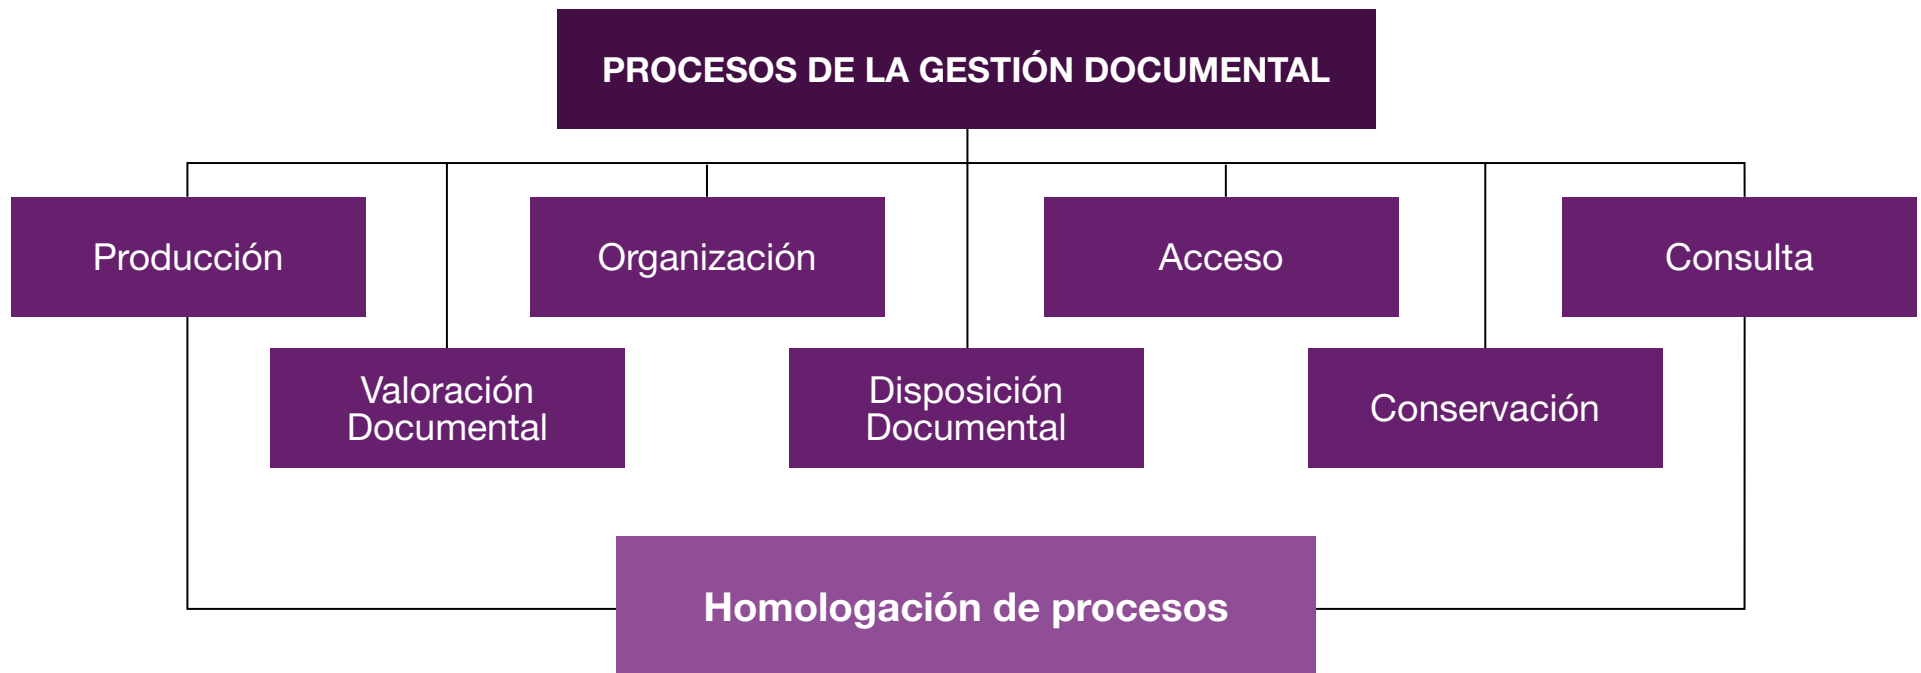 PROCESOS DE LA GESTIÓN DOCUMENTAL
Producción
Organización
Acceso
Consulta
Valoración
Documental
Disposición
Documental
Conservación
Homologación de procesos